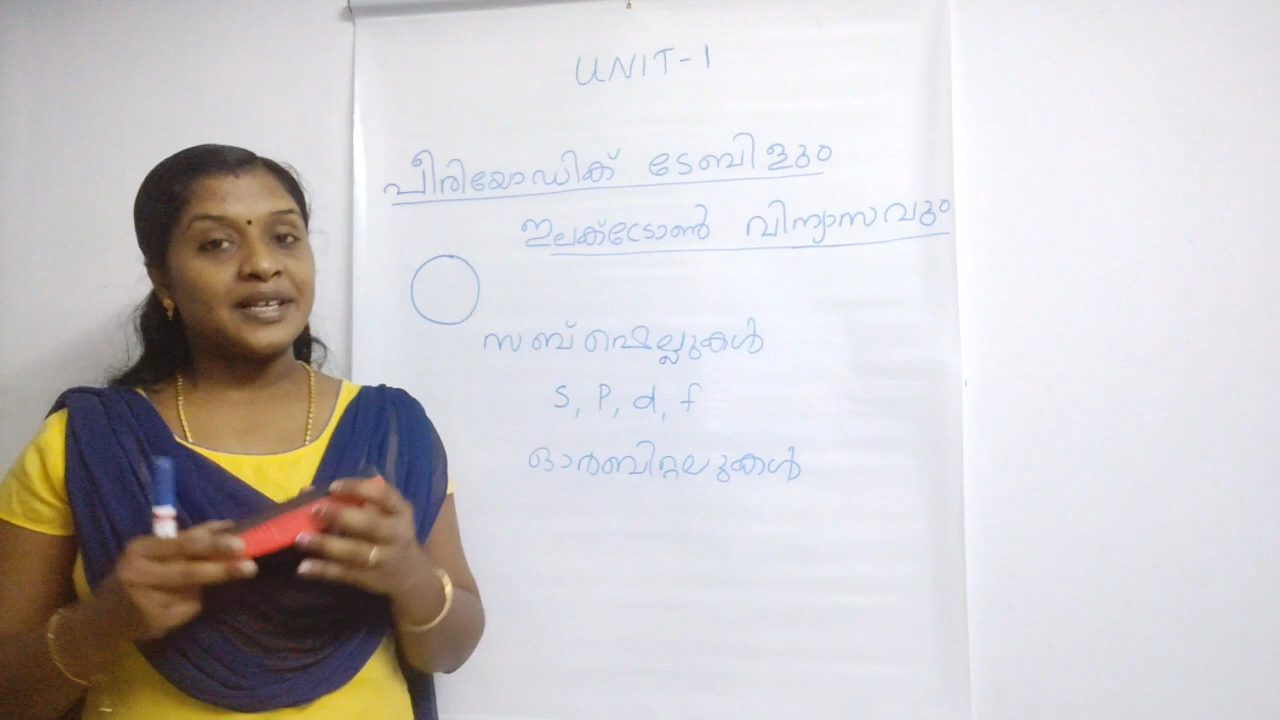 UNIT-1
പീരിയോഡിക് ടേബിളും
ഇലക്ട്രോൺ വിന്യാസവും
സബ് ഷെല്ലുകൾ
s, P, d, f
ഓർബിറ്റലുകൾ